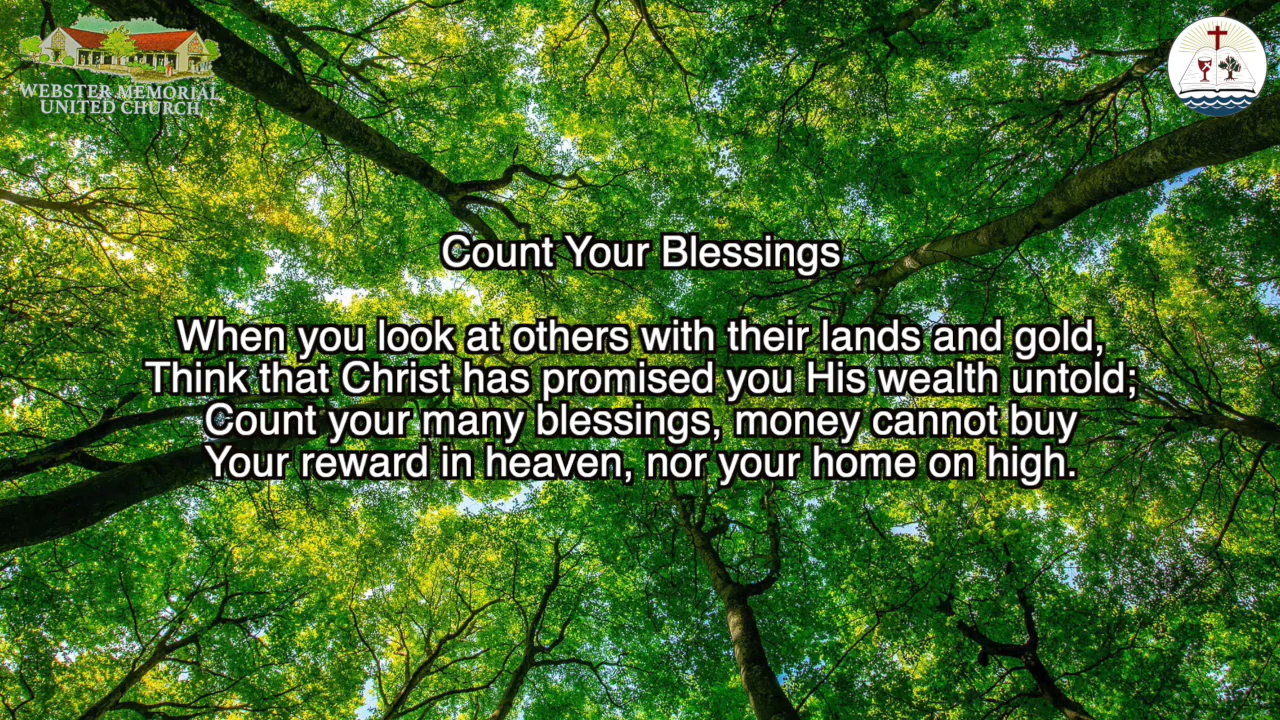 WEBSTER MEMORIAL
UNITED CHURCH
Count Your Blessings
When you look at others with their lands and gold,
Think that Christ has promised you His wealth untold;
Count your many blessings, money cannot buy
Your reward in heaven, nor your home on high.